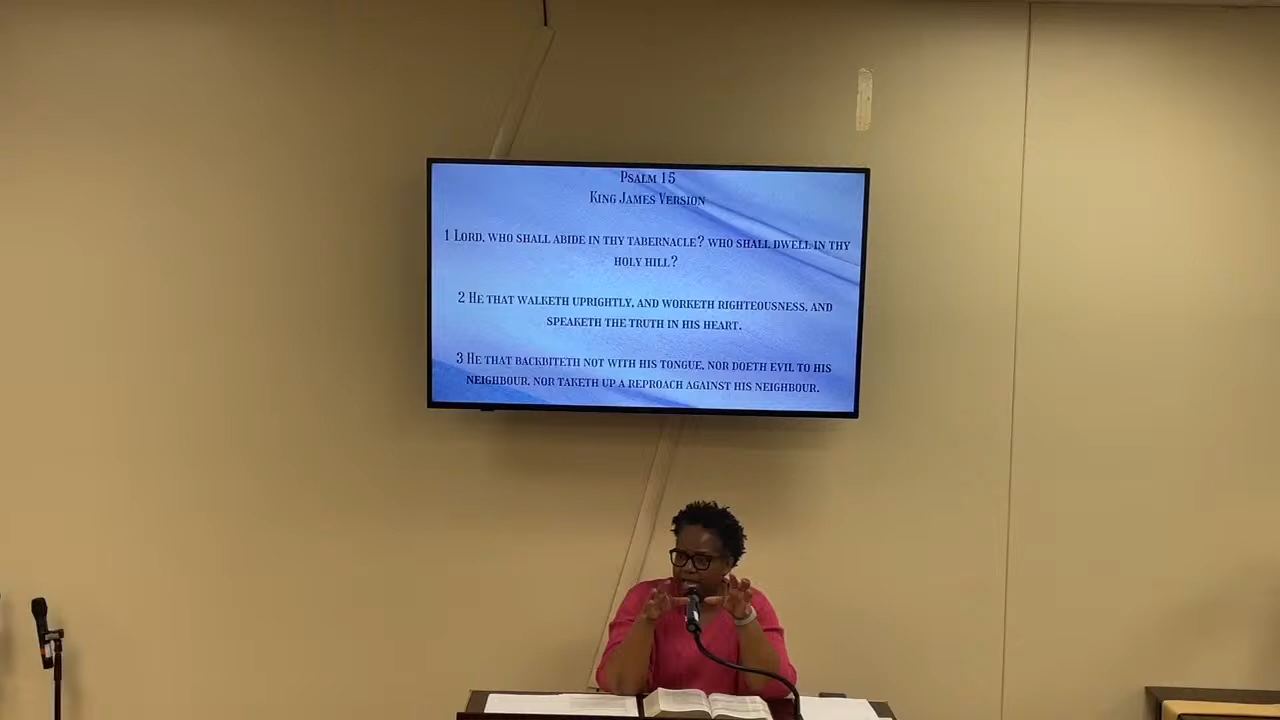 Psalm 15
King James Version
1 Lord, who shall abide in thy tabernacle? who shall dwell in thy
holy hill?
2 He that walketh uprightly, and worketh righteousness, and
speaketh the truth in his heart.
3 He that backbiteth not with his tongue, nor doeth evil to his
neighbour, nor taketh up a reproach against his neighbour.